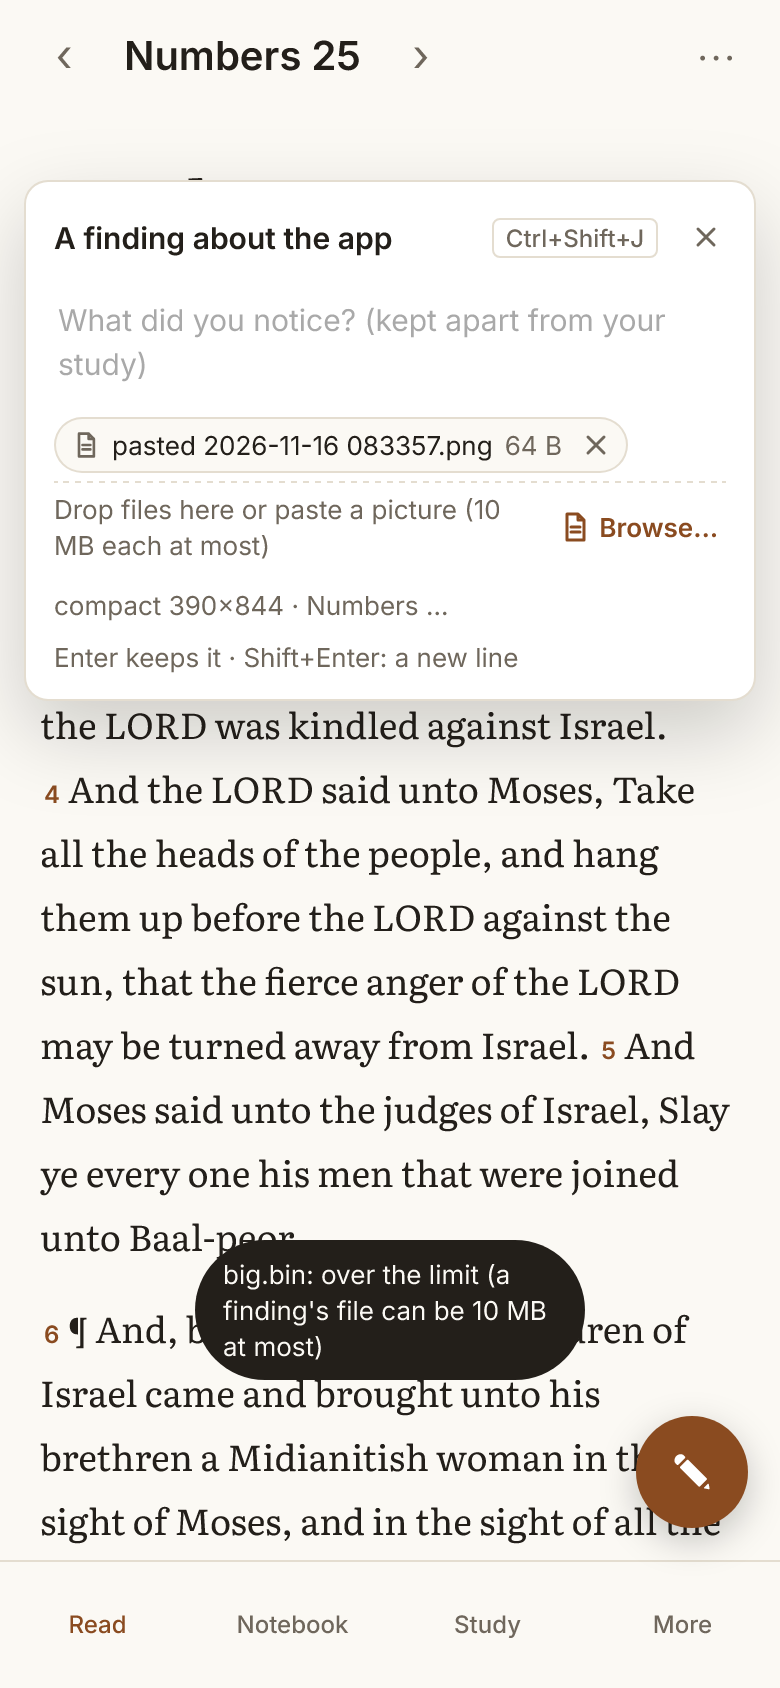 Numbers 25
A finding about the app
Ctrl+Shift+J
What did you notice? (kept apart from your
study)
pasted 2026-11-16 083357.png 64 B
Drop files here or paste a picture (10
MB each at most)
Browse...
compact 390×844 · Numbers ...
Enter keeps it · Shift+Enter: a new line
the LORD was kindled against Israel.
4 And the LORD said unto Moses, Take
all the heads of the people, and hang
them up before the LORD against the
sun, that the fierce anger of the LORD
may be turned away from Israel. 5 And
Moses said unto the judges of Israel, Slay
ye every one his men that were joined
unto Baal-peor.
big.bin: over the limit (a
finding's file can be 10 MB
at most)
6 ¶ And, of
Israel came and brought unto his
brethren a Midianitish woman in
sight of Moses, and in the sight of all the
Read
Notebook
Study
More